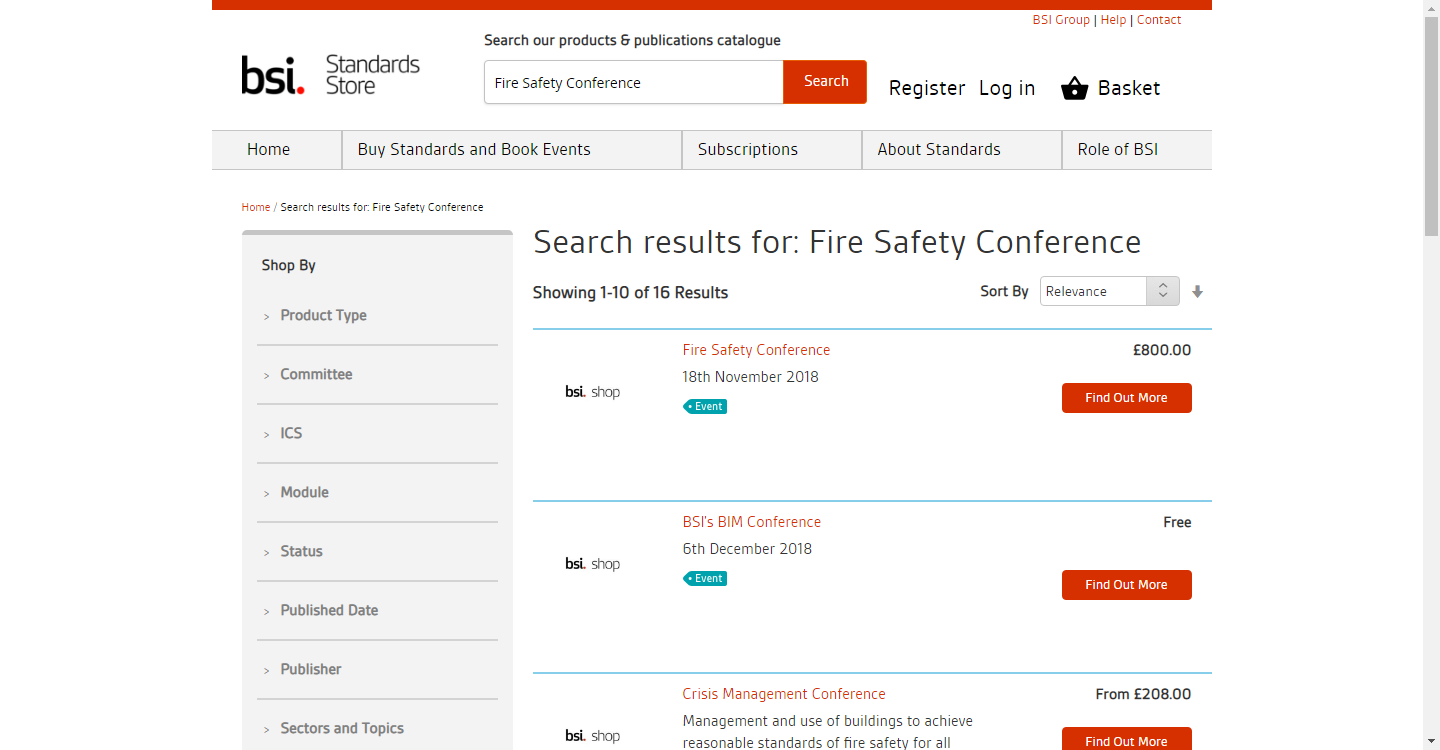 BSI Group | Help | Contact
Search our products & publications catalogue
bsi. Standards Store
Fire Safety Conference
Search
Register Log in Basket
Home
Buy Standards and Book Events
Subscriptions
About Standards
Role of BSI
Home / Search results for: Fire Safety Conference
Shop By
> Product Type
> Committee
> ICS
> Module
> Status
> Published Date
> Publisher
> Sectors and Topics
Search results for: Fire Safety Conference
Showing 1-10 of 16 Results
Sort By Relevance
bsi. shop
Fire Safety Conference
18th November 2018
Event
£800.00
Find Out More
bsi. shop
BSI's BIM Conference
6th December 2018
Event
Free
Find Out More
bsi. shop
Crisis Management Conference
Management and use of buildings to achieve
reasonable standards of fire safety for all
From £208.00
Find Out More